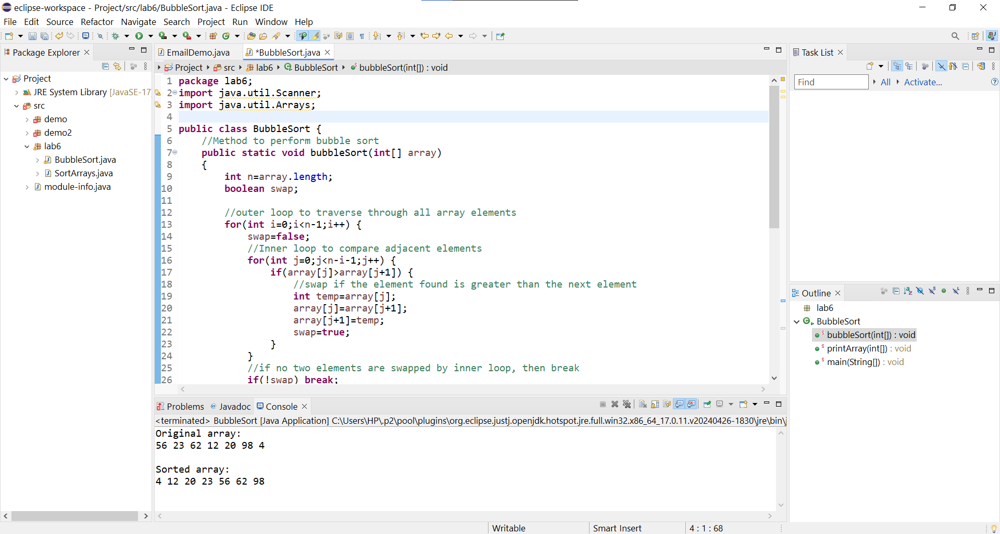 eclipse-workspace - Project/src/lab6/BubbleSort.java - Eclipse IDE
File Edit Source Refactor Navigate Search Project Run Window Help
Package Explorer
Project
JRE System Library [JavaSE-17]
src
demo
demo2
lab6
BubbleSort.java
SortArrays.java
module-info.java
EmailDemo.java *BubbleSort.java
Project src lab6 BubbleSort bubbleSort(int[]) : void
1 package lab6;
2 import java.util.Scanner;
3 import java.util.Arrays;
4
5 public class BubbleSort {
6 //Method to perform bubble sort
7 public static void bubbleSort(int[] array)
8 {
9 int n=array.length;
10 boolean swap;
11
12 //outer loop to traverse through all array elements
13 for(int i=0;i<n-1;i++) {
14 swap=false;
15 //Inner loop to compare adjacent elements
16 for(int j=0;j<n-i-1;j++) {
17 if(array[j]>array[j+1]) {
18 //swap if the element found is greater than the next element
19 int temp=array[j];
20 array[j]=array[j+1];
21 array[j+1]=temp;
22 swap=true;
23 }
24 }
25 //if no two elements are swapped by inner loop, then break
26 if(!swap) break;
Problems Javadoc Console
<terminated> BubbleSort [Java Application] C:\Users\HP\.p2\pool\plugins\org.eclipse.justj.openjdk.hotspot.jre.full.win32.x86_64_17.0.11.v20240426-1830\jre\bin\j
Original array:
56 23 62 12 20 98 4
Sorted array:
4 12 20 23 56 62 98
Task List
Find All Activate...
Outline
lab6
BubbleSort
bubbleSort(int[]) : void
printArray(int[]) : void
main(String[]) : void
Writable Smart Insert 4 : 1 : 68